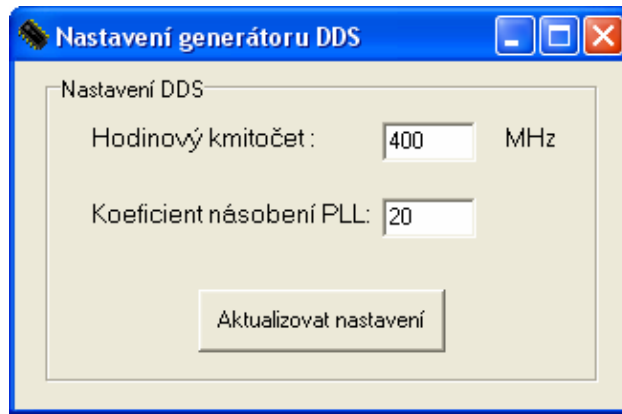 Nastavení generátoru DDS
Nastavení DDS
Hodinový kmitočet : 400 MHz
Koeficient násobení PLL: 20
Aktualizovat nastavení